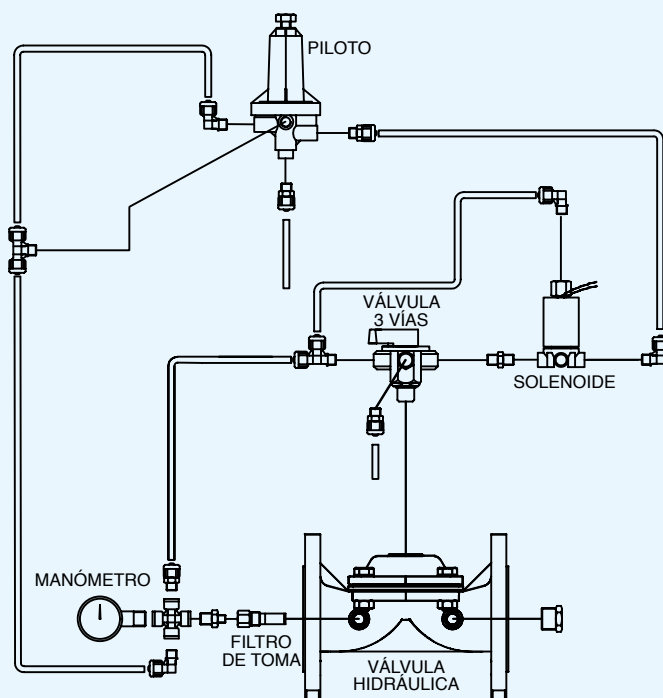 PILOTO
VÁLVULA
3 VÍAS
SOLENOIDE
MANÓMETRO
FILTRO
DE TOMA
VÁLVULA
HIDRÁULICA